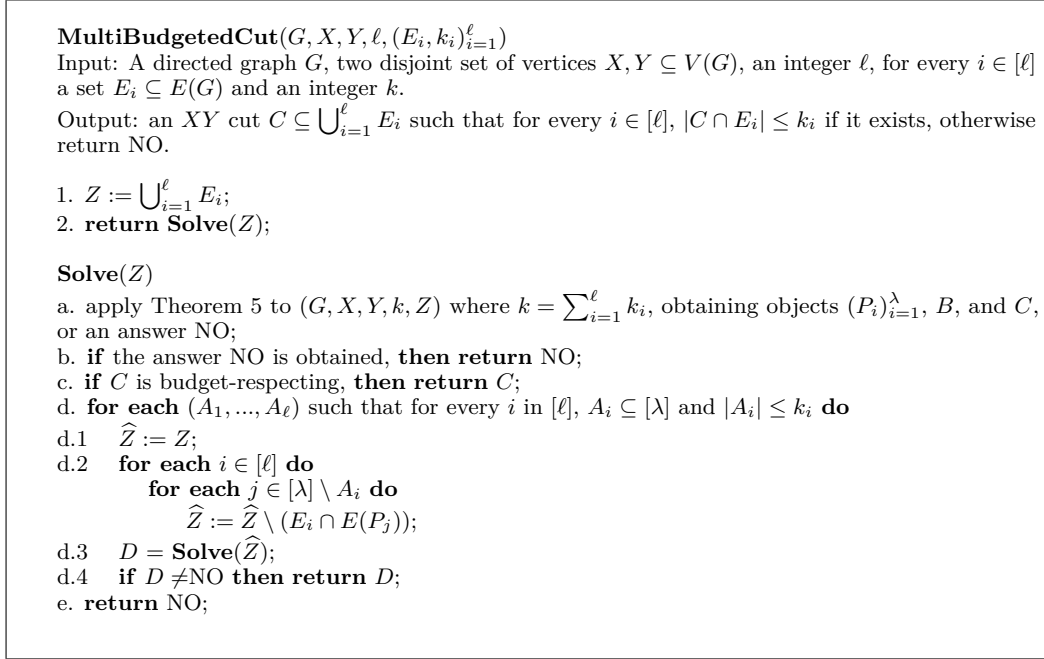 MultiBudgetedCut(G, X, Y, ℓ, (E_i, k_i)_{i=1}^ℓ)
Input: A directed graph G, two disjoint set of vertices X, Y ⊆ V(G), an integer ℓ, for every i ∈ [ℓ]
a set E_i ⊆ E(G) and an integer k.
Output: an XY cut C ⊆ ⋃_{i=1}^ℓ E_i such that for every i ∈ [ℓ], |C ∩ E_i| ≤ k_i if it exists, otherwise
return NO.
1. Z := ⋃_{i=1}^ℓ E_i;
2. return Solve(Z);
Solve(Z)
a. apply Theorem 5 to (G, X, Y, k, Z) where k = ∑_{i=1}^ℓ k_i, obtaining objects (P_i)_{i=1}^λ, B, and C,
or an answer NO;
b. if the answer NO is obtained, then return NO;
c. if C is budget-respecting, then return C;
d. for each (A_1, ..., A_ℓ) such that for every i in [ℓ], A_i ⊆ [λ] and |A_i| ≤ k_i do
d.1 Ẑ := Z;
d.2 for each i ∈ [ℓ] do
for each j ∈ [λ] \ A_i do
Ẑ := Ẑ \ (E_i ∩ E(P_j));
d.3 D = Solve(Ẑ);
d.4 if D ≠NO then return D;
e. return NO;